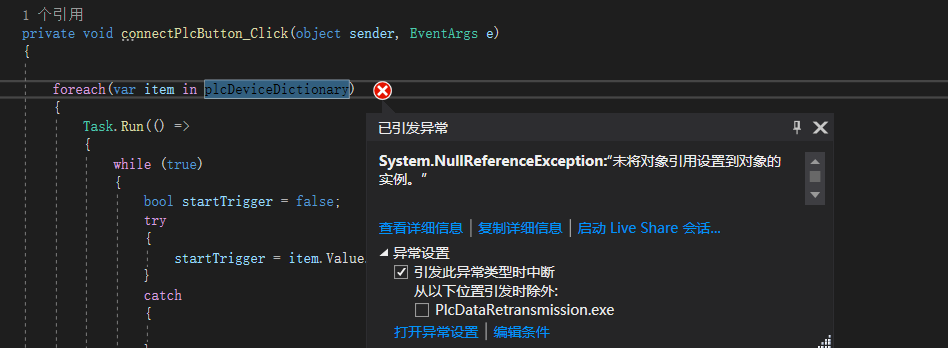 1 个引用
private void connectPlcButton_Click(object sender, EventArgs e)
{
foreach(var item in plcDeviceDictionary)
{
Task.Run(() =>
{
while (true)
{
bool startTrigger = false;
try
{
startTrigger = item.Value.
}
catch
{
}
已引发异常
System.NullReferenceException:“未将对象引用设置到对象的
实例。”
查看详细信息 | 复制详细信息 | 启动 Live Share 会话...
异常设置
引发此异常类型时中断
从以下位置引发时除外:
PlcDataRetransmission.exe
打开异常设置 | 编辑条件